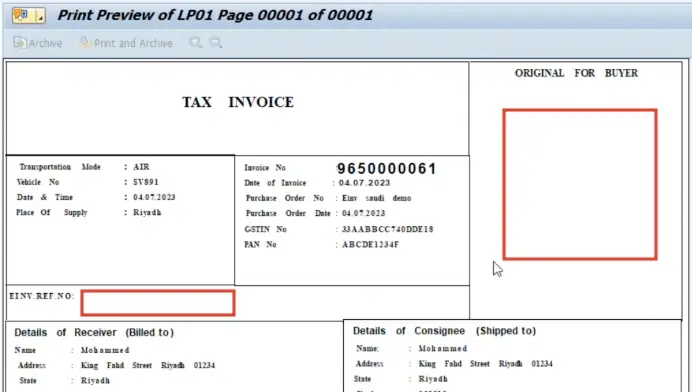 Print Preview of LP01 Page 00001 of 00001
Archive Print and Archive
ORIGINAL FOR BUYER
TAX INVOICE
Transportation Mode : AIR
Vehicle No : SV891
Date & Time : 04.07.2023
Place Of Supply : Riyadh
Invoice No : 9650000061
Date of Invoice : 04.07.2023
Purchase Order No : Einv saudi demo
Purchase Order Date : 04.07.2023
GSTIN No : 33AABBCC740DDE18
PAN No : ABCDE1234F
EINV.REF.NO:
Details of Receiver (Billed to)
Name : Mohammed
Address : King Fahd Street Riyadh 01234
State : Riyadh
Details of Consignee (Shipped to)
Name: : Mohammed
Address : King Fahd Street Riyadh 01234
State : Riyadh